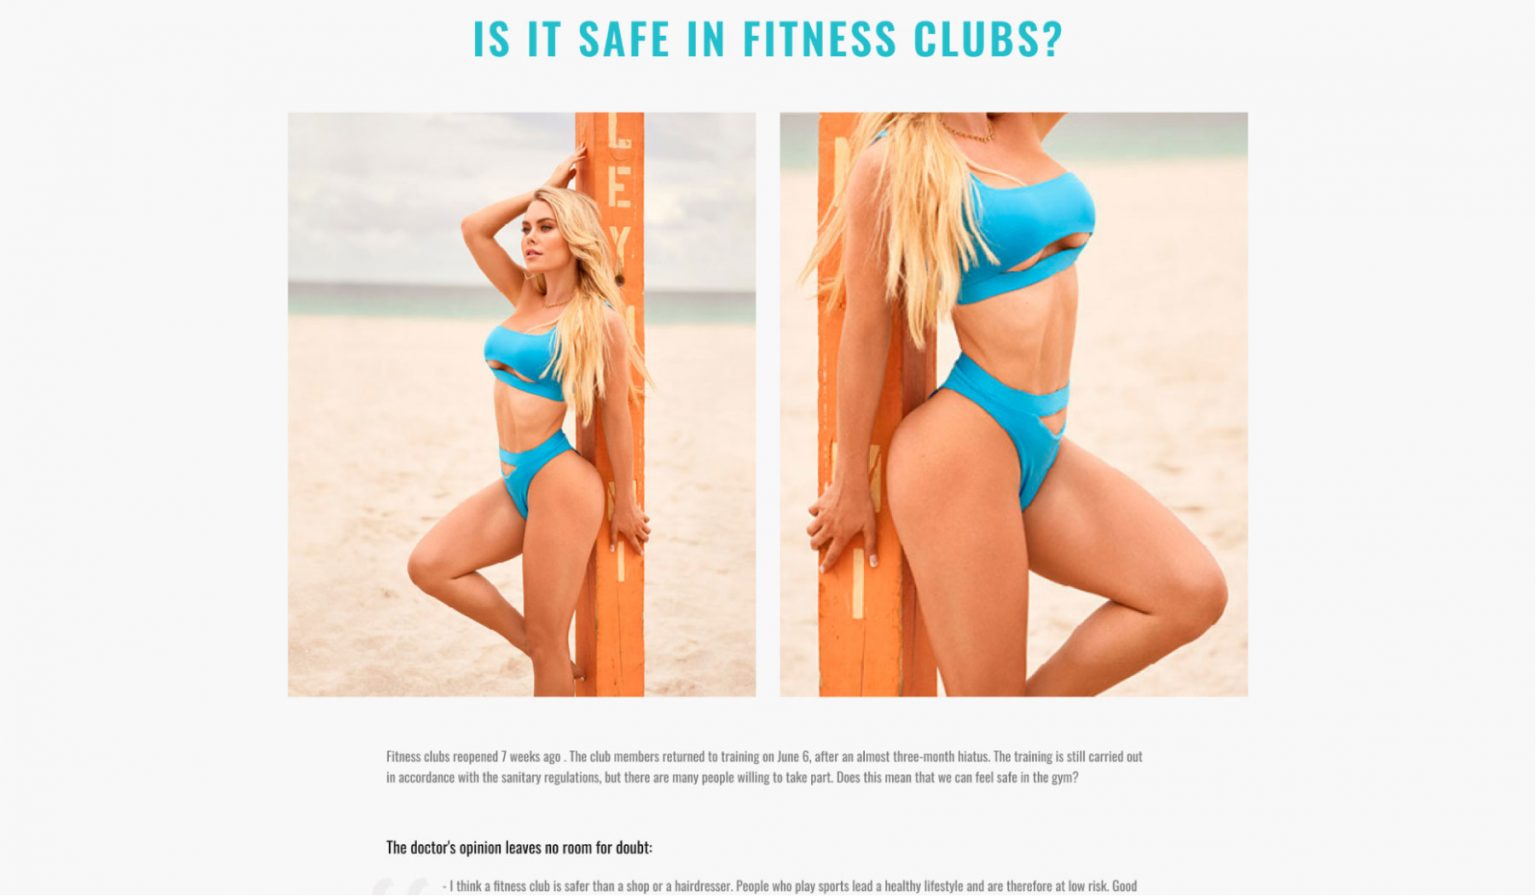 IS IT SAFE IN FITNESS CLUBS?
L
E
Y
I
Fitness clubs reopened 7 weeks ago . The club members returned to training on June 6, after an almost three-month hiatus. The training is still carried out
in accordance with the sanitary regulations, but there are many people willing to take part. Does this mean that we can feel safe in the gym?
The doctor's opinion leaves no room for doubt:
- I think a fitness club is safer than a shop or a hairdresser. People who play sports lead a healthy lifestyle and are therefore at low risk. Good